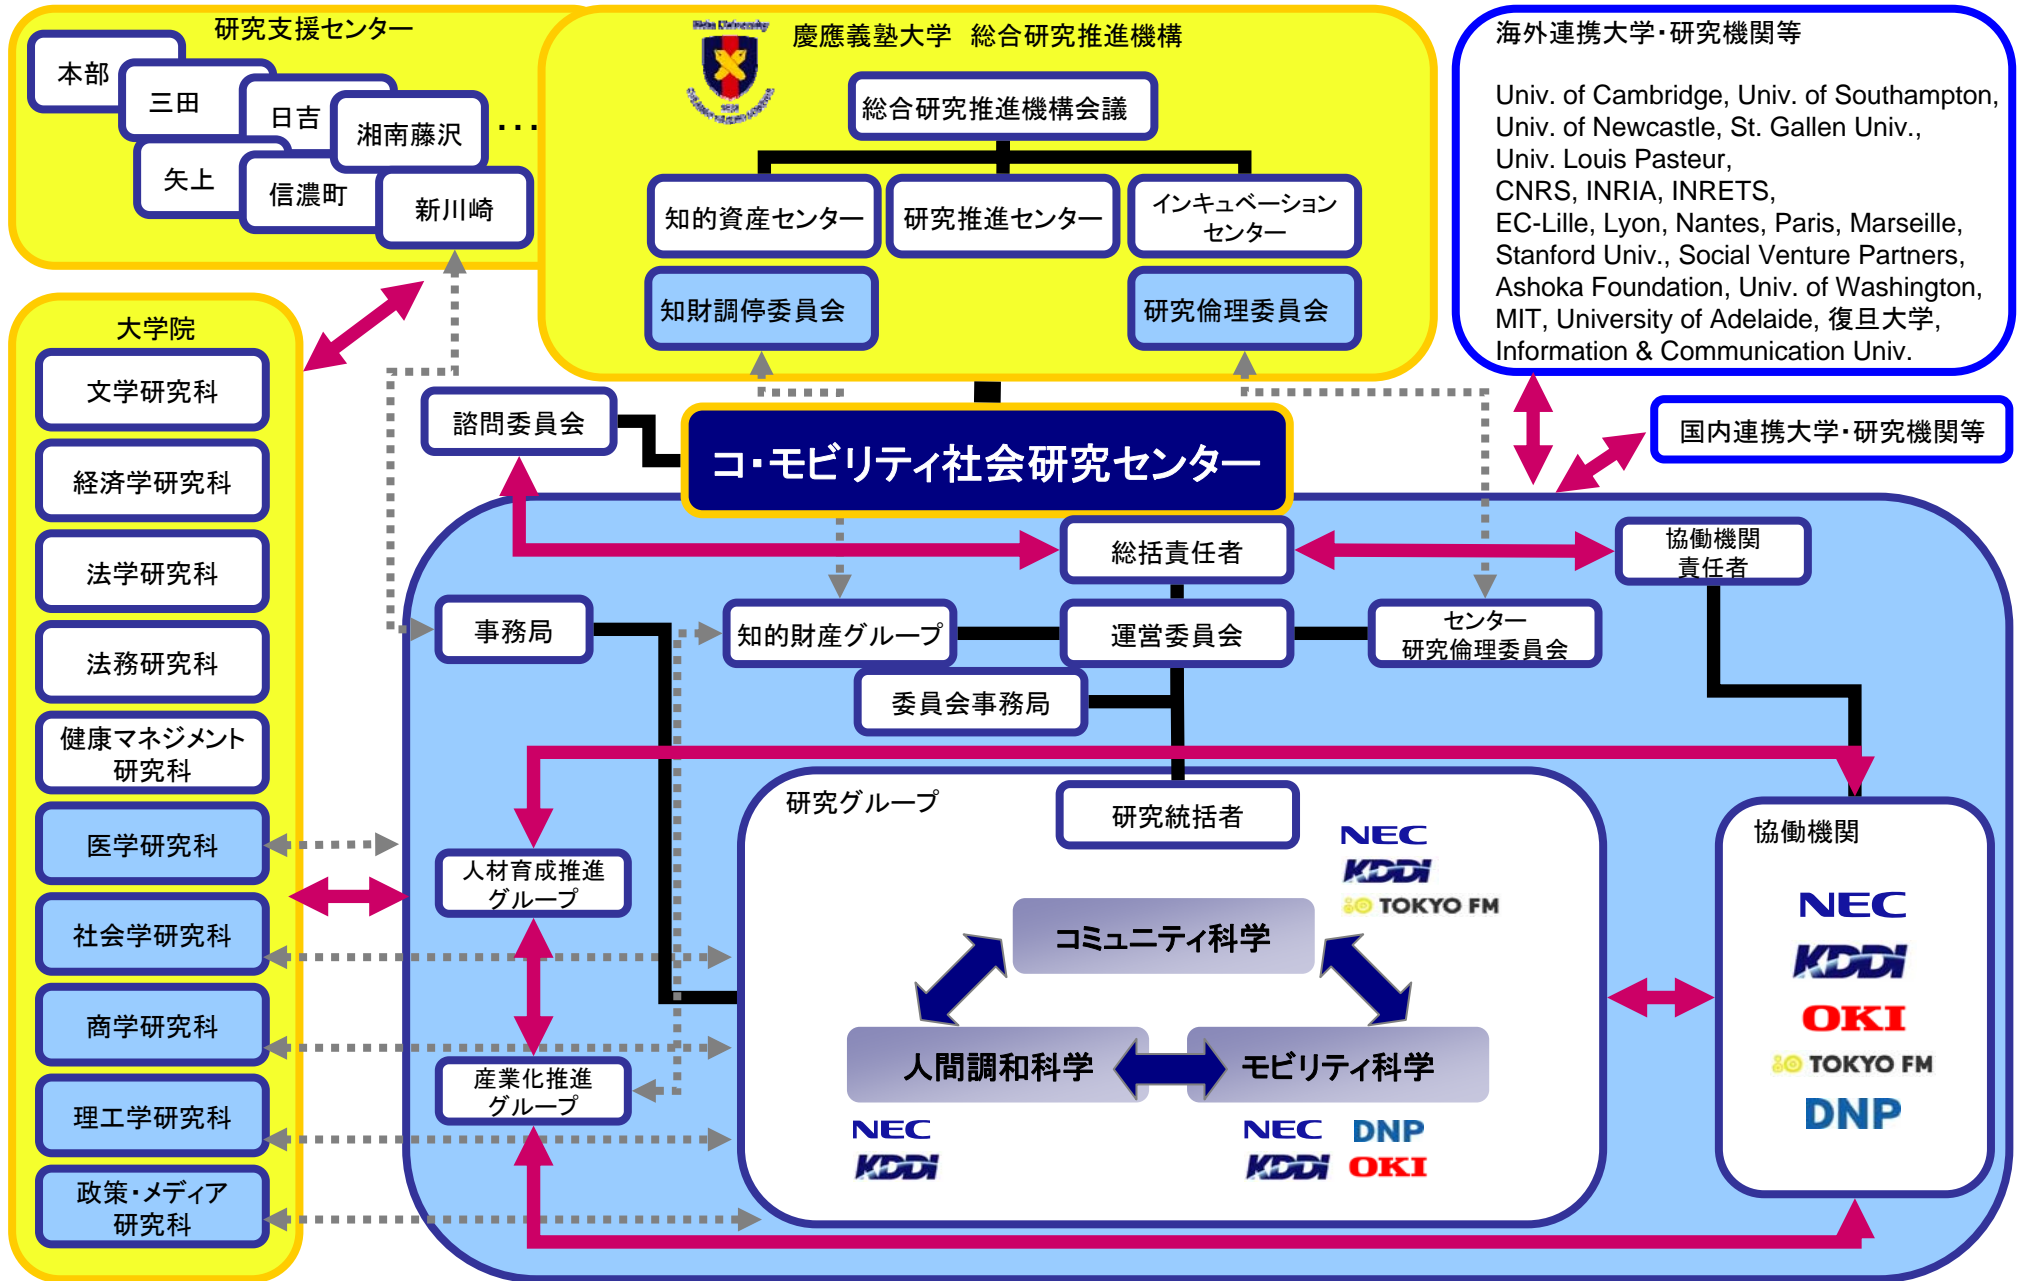 研究支援センター
本部
三田
日吉
湘南藤沢
・・・
矢上
信濃町
新川崎
慶應義塾大学　総合研究推進機構
総合研究推進機構会議
知的資産センター
研究推進センター
インキュベーション
センター
知財調停委員会
研究倫理委員会
海外連携大学・研究機関等
Univ. of Cambridge, Univ. of Southampton,
Univ. of Newcastle, St. Gallen Univ.,
Univ. Louis Pasteur,
CNRS, INRIA, INRETS,
EC-Lille, Lyon, Nantes, Paris, Marseille,
Stanford Univ., Social Venture Partners,
Ashoka Foundation, Univ. of Washington,
MIT, University of Adelaide, 復旦大学,
Information & Communication Univ.
国内連携大学・研究機関等
大学院
文学研究科
経済学研究科
法学研究科
法務研究科
健康マネジメント
研究科
医学研究科
社会学研究科
商学研究科
理工学研究科
政策・メディア
研究科
諮問委員会
コ・モビリティ社会研究センター
総括責任者
協働機関
責任者
事務局
知的財産グループ
運営委員会
センター
研究倫理委員会
委員会事務局
人材育成推進
グループ
産業化推進
グループ
研究グループ
研究統括者
NEC
KDDI
TOKYO FM
コミュニティ科学
人間調和科学
モビリティ科学
NEC
KDDI
NEC DNP
KDDI OKI
協働機関
NEC
KDDI
OKI
TOKYO FM
DNP